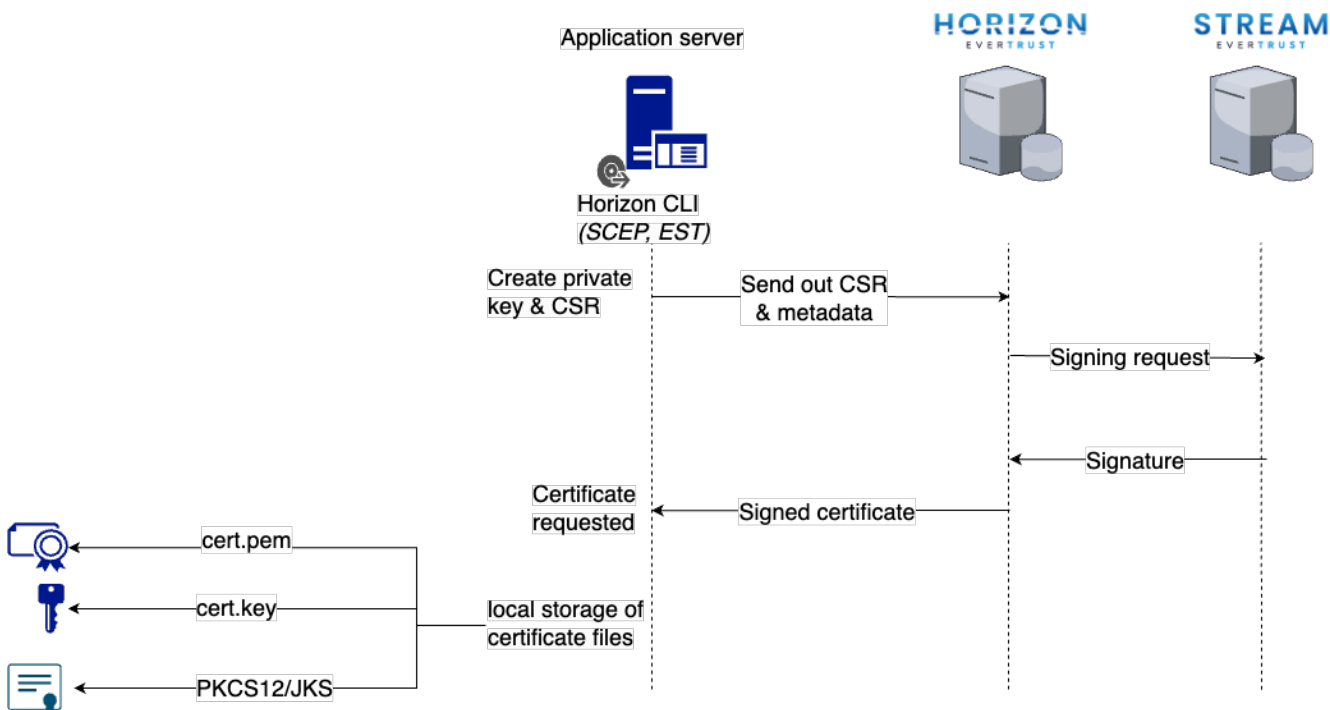 HORIZON
EVERTRUST
STREAM
EVERTRUST
Application server
Horizon CLI
(SCEP, EST)
Create private
key & CSR
Send out CSR
& metadata
Signing request
Signature
Certificate
requested
Signed certificate
cert.pem
cert.key
local storage of
certificate files
PKCS12/JKS